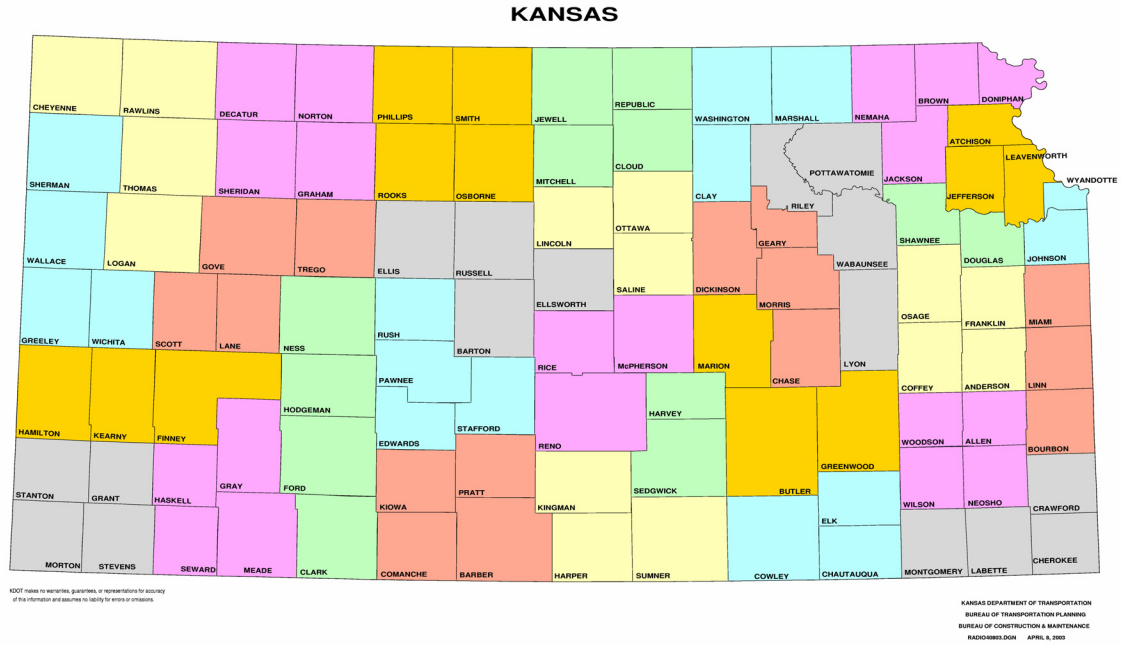 KANSAS
CHEYENNE
RAWLINS
DECATUR
NORTON
PHILLIPS
SMITH
JEWELL
REPUBLIC
WASHINGTON
MARSHALL
NEMAHA
BROWN
DONIPHAN
SHERMAN
THOMAS
SHERIDAN
GRAHAM
ROOKS
OSBORNE
MITCHELL
CLOUD
CLAY
RILEY
POTTAWATOMIE
JACKSON
ATCHISON
JEFFERSON
LEAVENWORTH
WYANDOTTE
WALLACE
LOGAN
GOVE
TREGO
ELLIS
RUSSELL
LINCOLN
OTTAWA
ELLSWORTH
SALINE
DICKINSON
GEARY
MORRIS
WABAUNSEE
SHAWNEE
DOUGLAS
JOHNSON
GREELEY
WICHITA
SCOTT
LANE
NESS
RUSH
BARTON
RICE
McPHERSON
MARION
CHASE
LYON
OSAGE
FRANKLIN
MIAMI
HAMILTON
KEARNY
FINNEY
HODGEMAN
PAWNEE
EDWARDS
STAFFORD
RENO
HARVEY
BUTLER
GREENWOOD
COFFEY
ANDERSON
LINN
WOODSON
ALLEN
BOURBON
STANTON
GRANT
HASKELL
GRAY
FORD
KIOWA
PRATT
KINGMAN
SEDGWICK
ELK
WILSON
NEOSHO
CRAWFORD
MORTON
STEVENS
SEWARD
MEADE
CLARK
COMANCHE
BARBER
HARPER
SUMNER
COWLEY
CHAUTAUQUA
MONTGOMERY
LABETTE
CHEROKEE
KDOT makes no warranties, guarantees, or representations for accuracy
of this information and assumes no liability for errors or omissions.
KANSAS DEPARTMENT OF TRANSPORTATION
BUREAU OF TRANSPORTATION PLANNING
BUREAU OF CONSTRUCTION & MAINTENANCE
RADIO40803.DGN APRIL 8, 2003